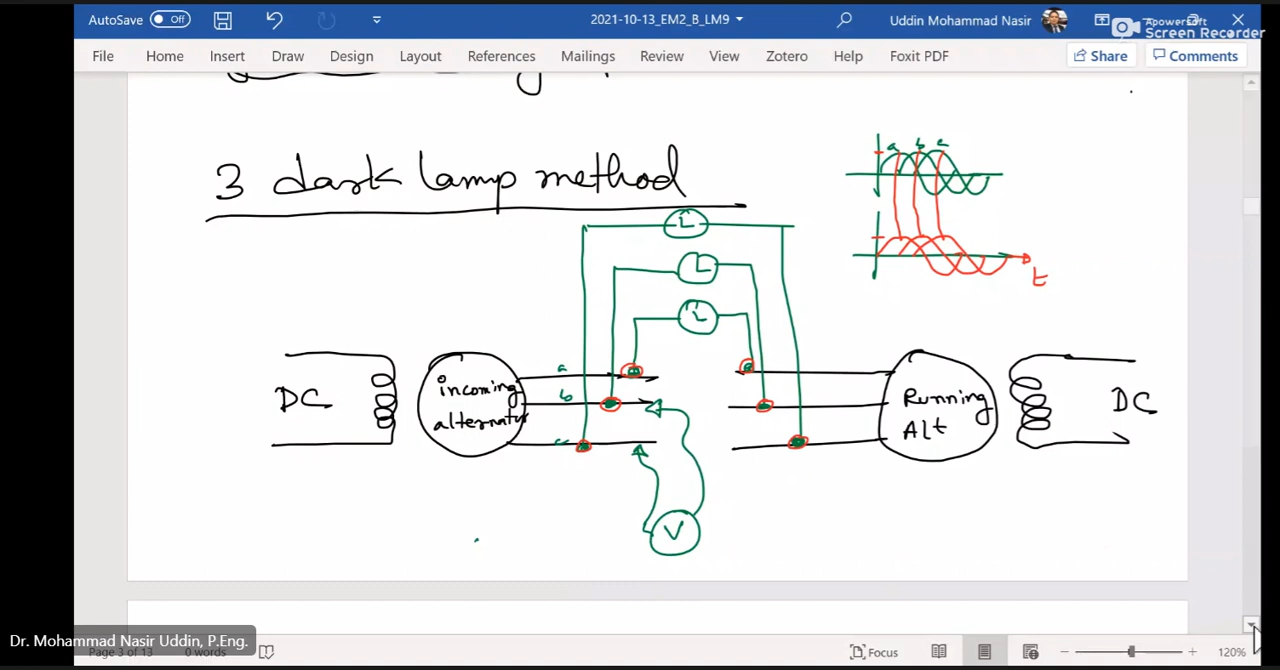 AutoSave Off
2021-10-13_EM2_B_LM9
Uddin Mohammad Nasir
Apowersoft
Screen Recorder
File Home Insert Draw Design Layout References Mailings Review View Zotero Help Foxit PDF Share Comments
3 dark lamp method
a b c
t
L
L
L
DC
incoming
alternator
a
b
c
Running
Alt
DC
V
Dr. Mohammad Nasir Uddin, P.Eng.
Page 3 of 13 0 words Focus 120%